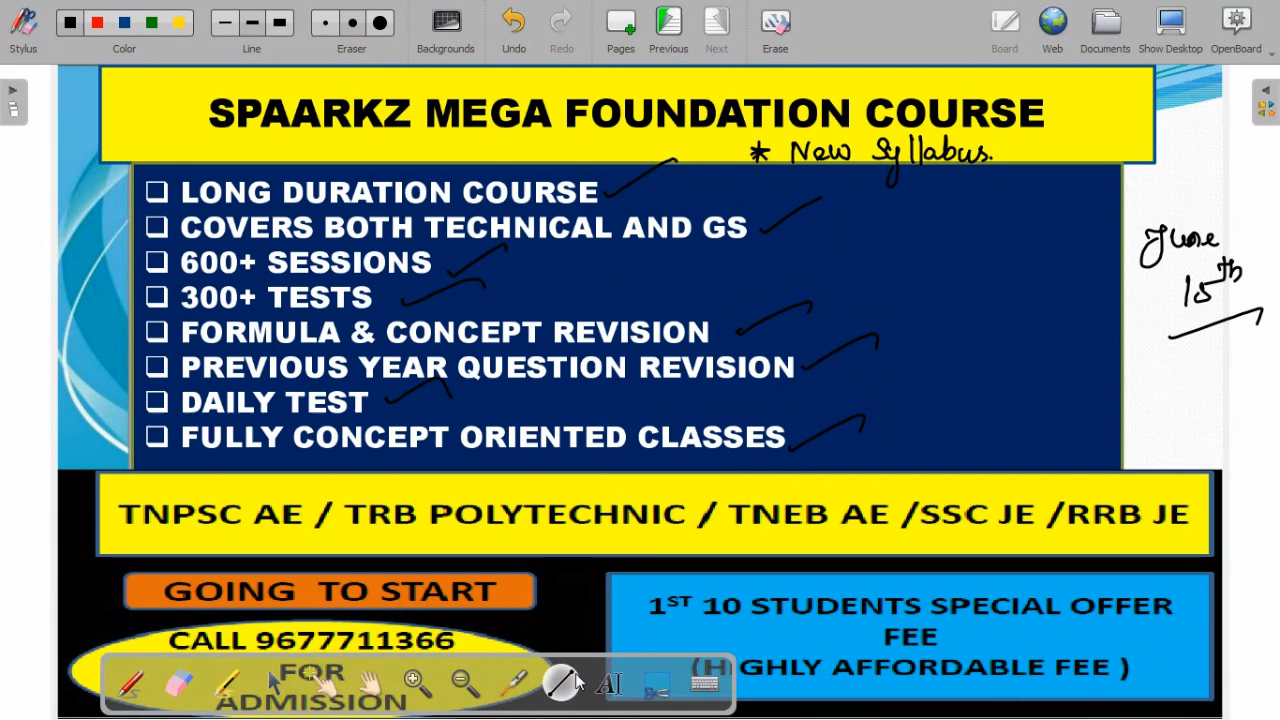 Stylus Color Line Eraser Backgrounds Undo Redo Pages Previous Next Erase Board Web Documents Show Desktop OpenBoard
SPAARKZ MEGA FOUNDATION COURSE
* New Syllabus.
❑ LONG DURATION COURSE
❑ COVERS BOTH TECHNICAL AND GS
❑ 600+ SESSIONS
❑ 300+ TESTS
❑ FORMULA & CONCEPT REVISION
❑ PREVIOUS YEAR QUESTION REVISION
❑ DAILY TEST
❑ FULLY CONCEPT ORIENTED CLASSES
June
15th
TNPSC AE / TRB POLYTECHNIC / TNEB AE /SSC JE /RRB JE
GOING TO START
CALL 9677711366
FOR
ADMISSION
1ST 10 STUDENTS SPECIAL OFFER
FEE
(HIGHLY AFFORDABLE FEE )